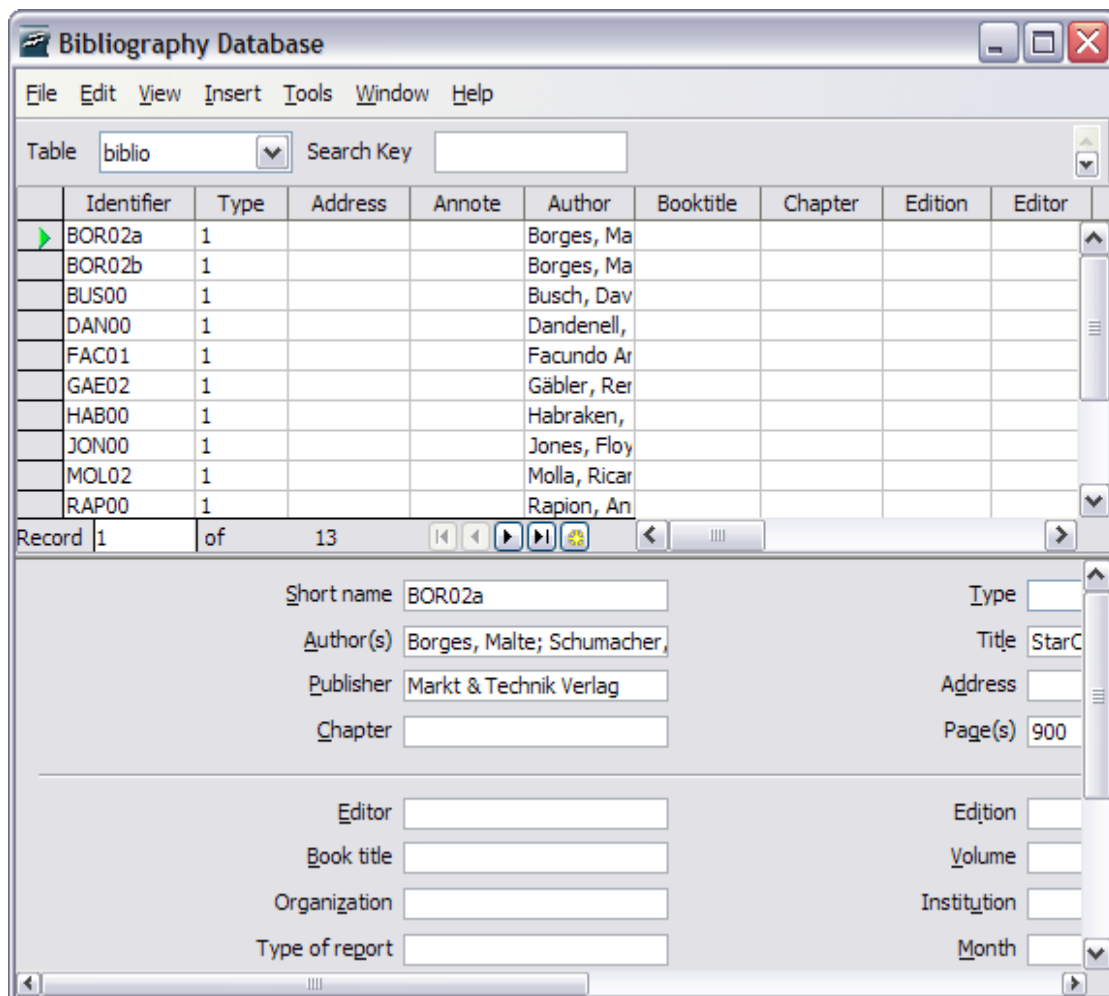 Bibliography Database
File Edit View Insert Tools Window Help
Table biblio Search Key
Identifier Type Address Annote Author Booktitle Chapter Edition Editor
BOR02a 1 Borges, Ma
BOR02b 1 Borges, Ma
BUS00 1 Busch, Dav
DAN00 1 Dandenell,
FAC01 1 Facundo Ar
GAE02 1 Gäbler, Rer
HAB00 1 Habraken,
JON00 1 Jones, Floy
MOL02 1 Molla, Ricar
RAP00 1 Rapion, An
Record 1 of 13
Short name BOR02a Type
Author(s) Borges, Malte; Schumacher, Title StarC
Publisher Markt & Technik Verlag Address
Chapter Page(s) 900
Editor Edition
Book title Volume
Organization Institution
Type of report Month